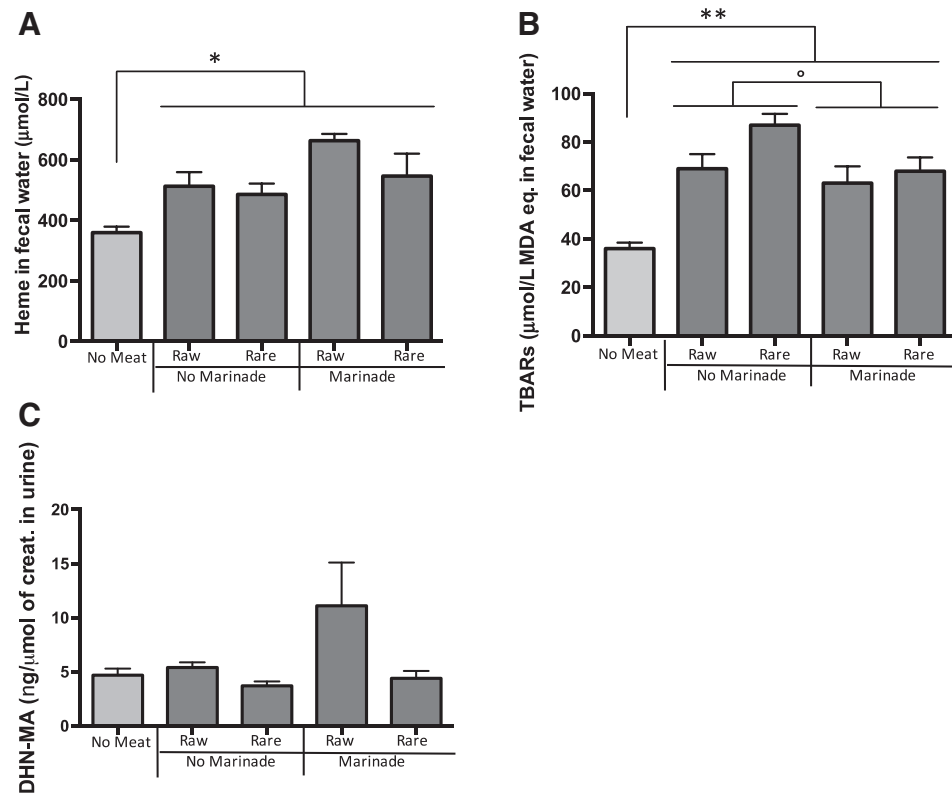 A
*
Heme in fecal water (μmol/L)
800
600
400
200
0
No Meat
Raw
Rare
Raw
Rare
No Marinade
Marinade
B
**
°
TBARs (μmol/L MDA eq. in fecal water)
100
80
60
40
20
0
No Meat
Raw
Rare
Raw
Rare
No Marinade
Marinade
C
DHN-MA (ng/μmol of creat. in urine)
20
15
10
5
0
No Meat
Raw
Rare
Raw
Rare
No Marinade
Marinade